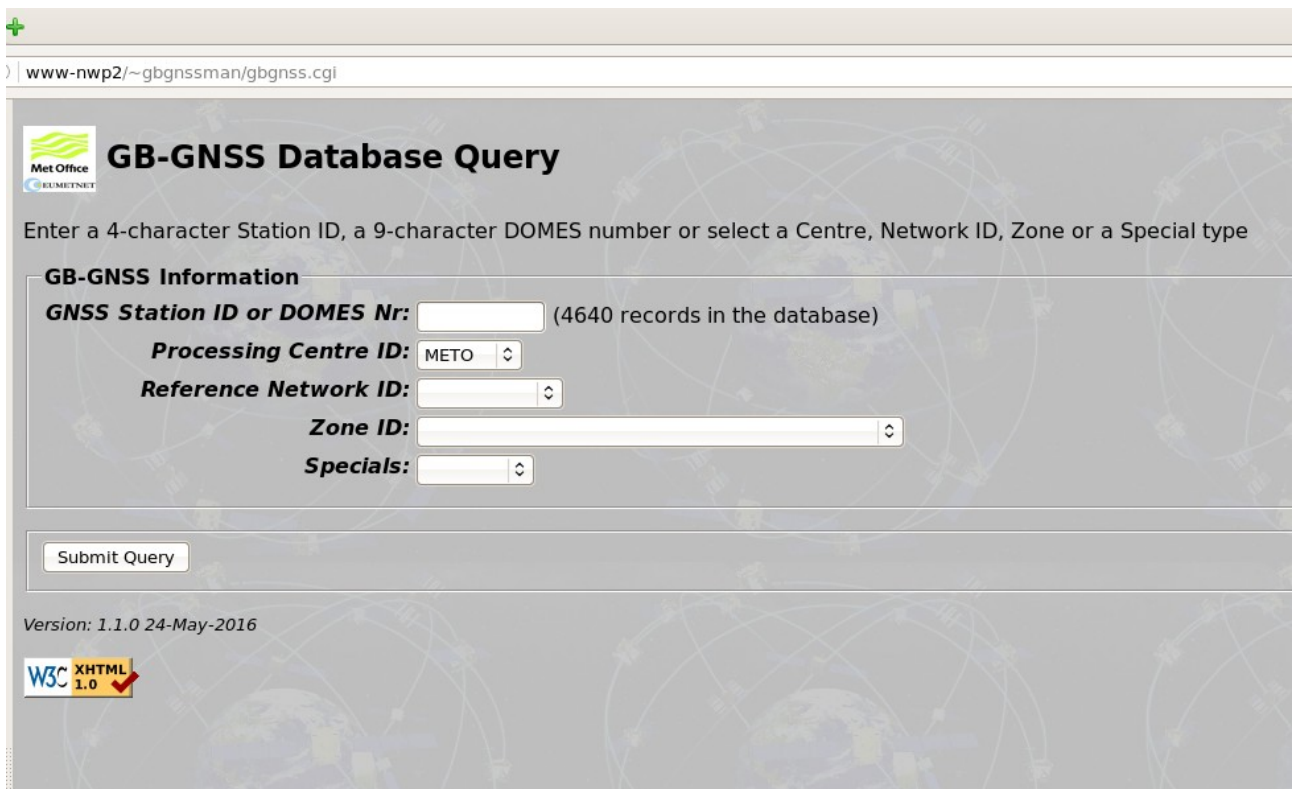 www-nwp2/~gbgnssman/gbgnss.cgi
Met Office
EUMETNET
GB-GNSS Database Query
Enter a 4-character Station ID, a 9-character DOMES number or select a Centre, Network ID, Zone or a Special type
GB-GNSS Information
GNSS Station ID or DOMES Nr: (4640 records in the database)
Processing Centre ID: METO
Reference Network ID:
Zone ID:
Specials:
Submit Query
Version: 1.1.0 24-May-2016
W3C XHTML
1.0